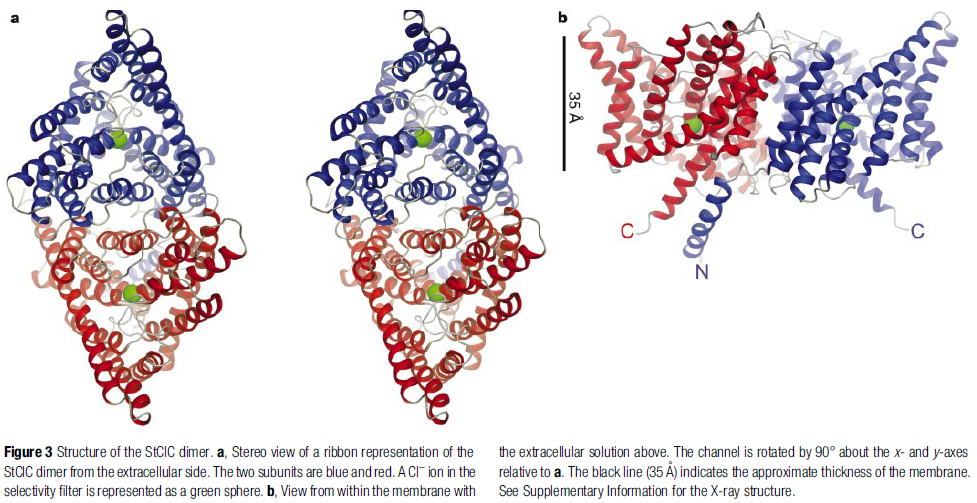 a
b
35 Å
C
N
C
Figure 3 Structure of the StClC dimer. a, Stereo view of a ribbon representation of the
StClC dimer from the extracellular side. The two subunits are blue and red. A Cl⁻ ion in the
selectivity filter is represented as a green sphere. b, View from within the membrane with
the extracellular solution above. The channel is rotated by 90° about the x- and y-axes
relative to a. The black line (35 Å) indicates the approximate thickness of the membrane.
See Supplementary Information for the X-ray structure.